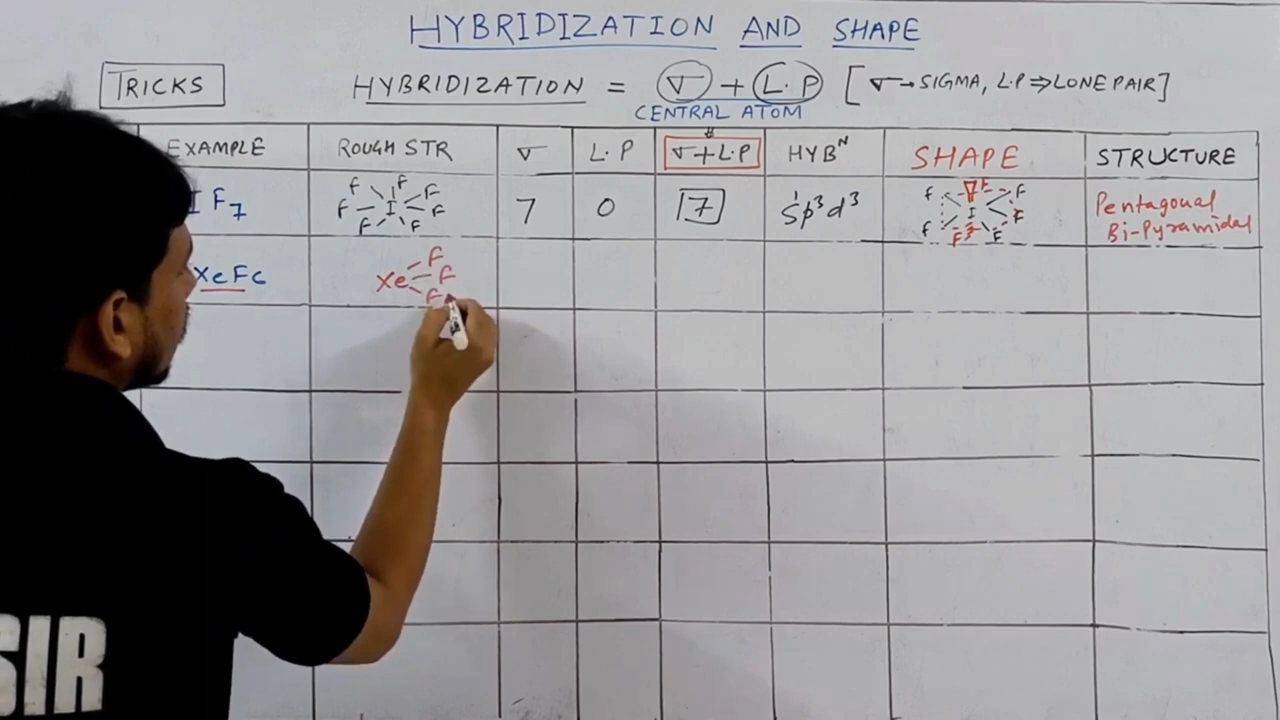 HYBRIDIZATION AND SHAPE
TRICKS
HYBRIDIZATION = σ + L.P [σ → SIGMA, L.P ⇒ LONE PAIR]
CENTRAL ATOM
EXAMPLE ROUGH STR σ L.P σ+L.P HYBᴺ SHAPE STRUCTURE
IF₇ F F F F I F F F 7 0 7 sp³d³ F F F I F F F F Pentagonal
Bi-Pyramidal
XeF₆ Xe F F F
SIR